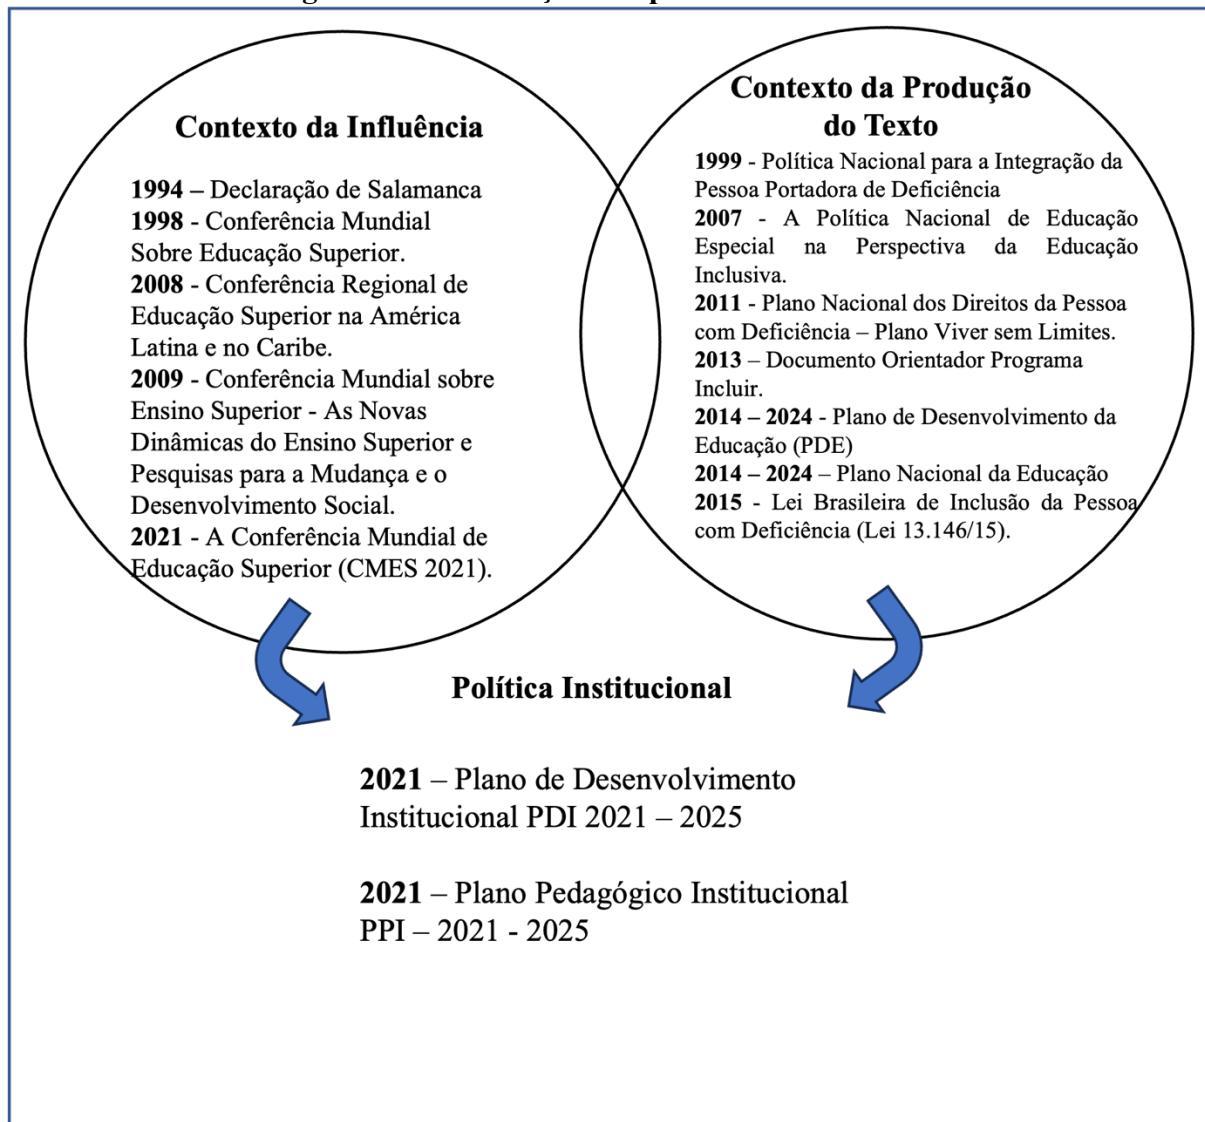 Contexto da Influência
1994 – Declaração de Salamanca
1998 - Conferência Mundial
Sobre Educação Superior.
2008 - Conferência Regional de
Educação Superior na América
Latina e no Caribe.
2009 - Conferência Mundial sobre
Ensino Superior - As Novas
Dinâmicas do Ensino Superior e
Pesquisas para a Mudança e o
Desenvolvimento Social.
2021 - A Conferência Mundial de
Educação Superior (CMES 2021).
Contexto da Produção
do Texto
1999 - Política Nacional para a Integração da
Pessoa Portadora de Deficiência
2007 - A Política Nacional de Educação
Especial na Perspectiva da Educação
Inclusiva.
2011 - Plano Nacional dos Direitos da Pessoa
com Deficiência – Plano Viver sem Limites.
2013 – Documento Orientador Programa
Incluir.
2014 – 2024 - Plano de Desenvolvimento da
Educação (PDE)
2014 – 2024 – Plano Nacional da Educação
2015 - Lei Brasileira de Inclusão da Pessoa
com Deficiência (Lei 13.146/15).
Política Institucional
2021 – Plano de Desenvolvimento
Institucional PDI 2021 – 2025
2021 – Plano Pedagógico Institucional
PPI – 2021 - 2025